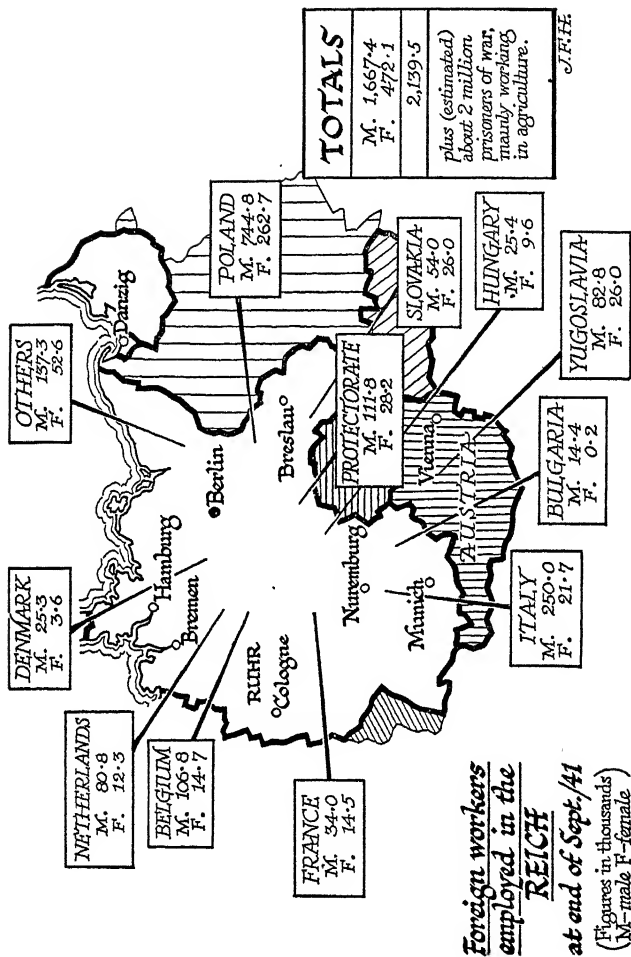 DENMARK
M. 25·3
F. 3·6
OTHERS
M. 137·3
F. 52·6
NETHERLANDS
M. 80·8
F. 12·3
BELGIUM
M. 106·8
F. 14·7
FRANCE
M. 34·0
F. 14·5
Hamburg
Bremen
Danzig
Berlin
RUHR
Cologne
Breslau
POLAND
M. 744·8
F. 262·7
TOTALS
M. 1,667·4
F. 472·1
2,139·5
plus (estimated)
about 2 million
prisoners of war,
mainly working
in agriculture.
J.F.H.
PROTECTORATE
M. 111·8
F. 28·2
SLOVAKIA
M. 54·0
F. 26·0
HUNGARY
M. 25·4
F. 9·6
Nuremburg
Munich
Vienna
AUSTRIA
ITALY
M. 250·0
F. 21·7
BULGARIA
M. 14·4
F. 0·2
YUGOSLAVIA
M. 82·8
F. 26·0
Foreign workers
employed in the
REICH
at end of Sept./41
(Figures in thousands
M-male F-female)